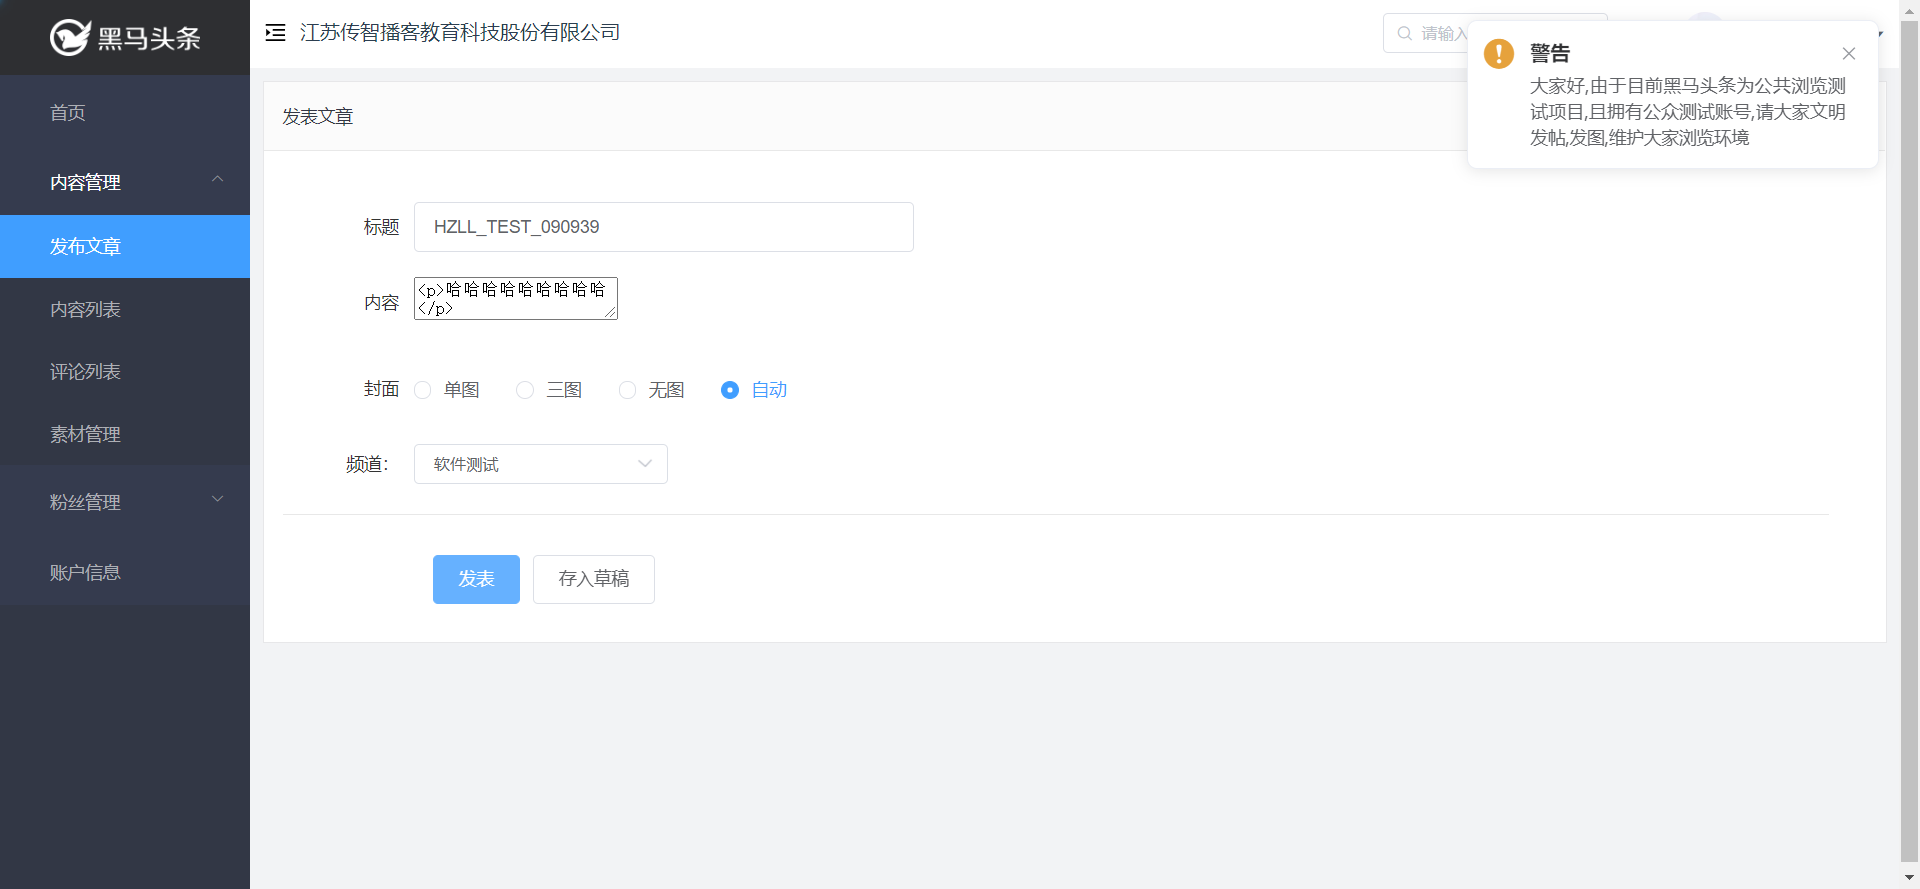 黑马头条
首页
内容管理
发布文章
内容列表
评论列表
素材管理
粉丝管理
账户信息
江苏传智播客教育科技股份有限公司
请输入
警告
大家好,由于目前黑马头条为公共浏览测
试项目,且拥有公众测试账号,请大家文明
发帖,发图,维护大家浏览环境
发表文章
标题 HZLL_TEST_090939
内容 <p>哈哈哈哈哈哈哈哈哈
</p>
封面 单图 三图 无图 自动
频道： 软件测试
发表 存入草稿